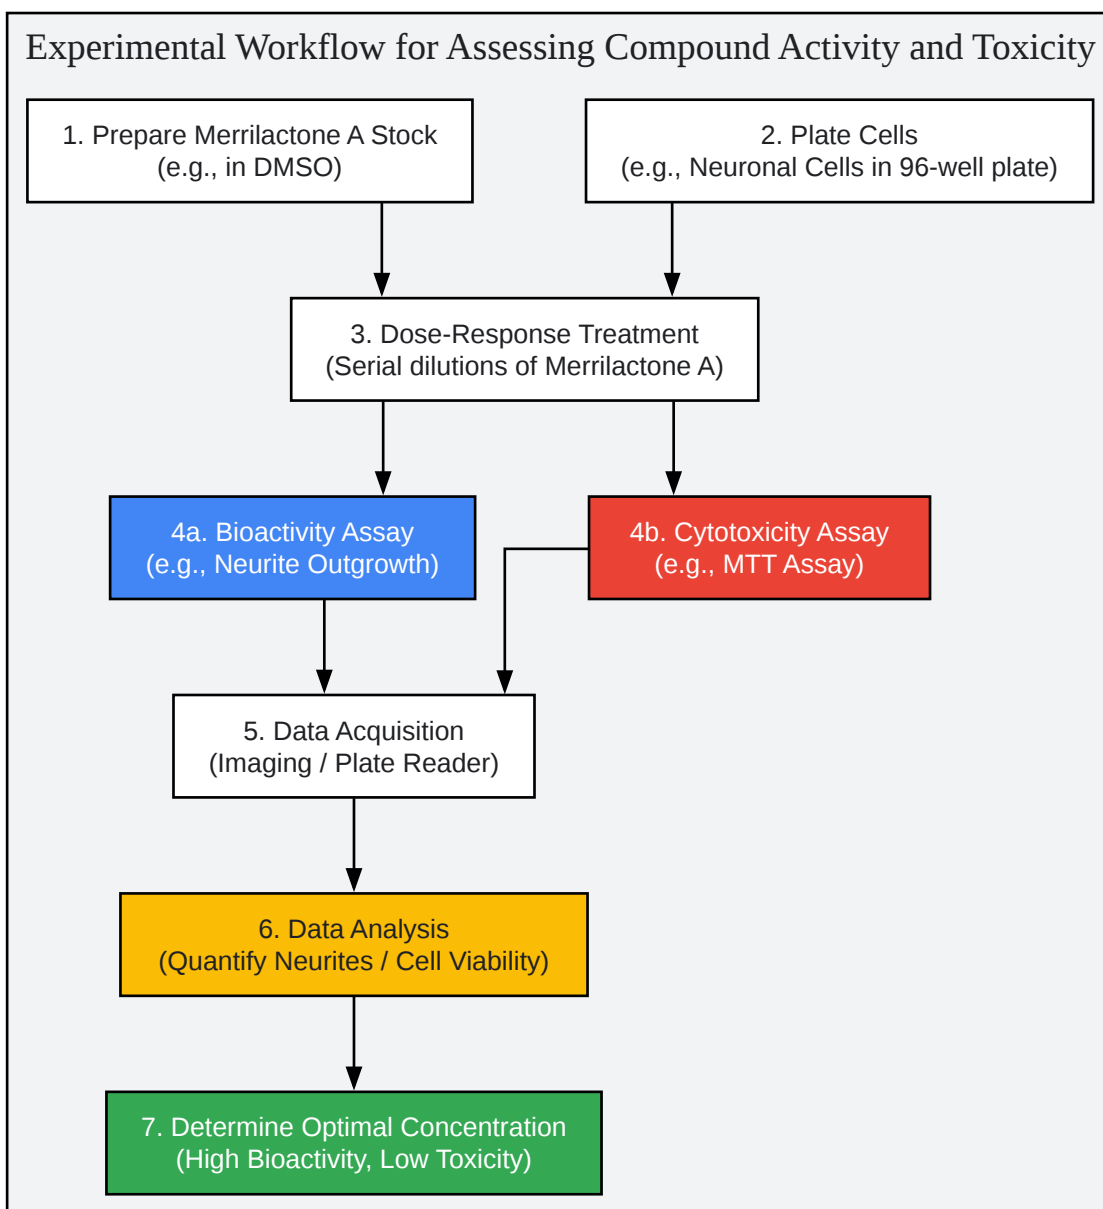 Experimental Workflow for Assessing Compound Activity and Toxicity
1. Prepare Merrilactone A Stock
(e.g., in DMSO)
2. Plate Cells
(e.g., Neuronal Cells in 96-well plate)
3. Dose-Response Treatment
(Serial dilutions of Merrilactone A)
4a. Bioactivity Assay
(e.g., Neurite Outgrowth)
4b. Cytotoxicity Assay
(e.g., MTT Assay)
5. Data Acquisition
(Imaging / Plate Reader)
6. Data Analysis
(Quantify Neurites / Cell Viability)
7. Determine Optimal Concentration
(High Bioactivity, Low Toxicity)